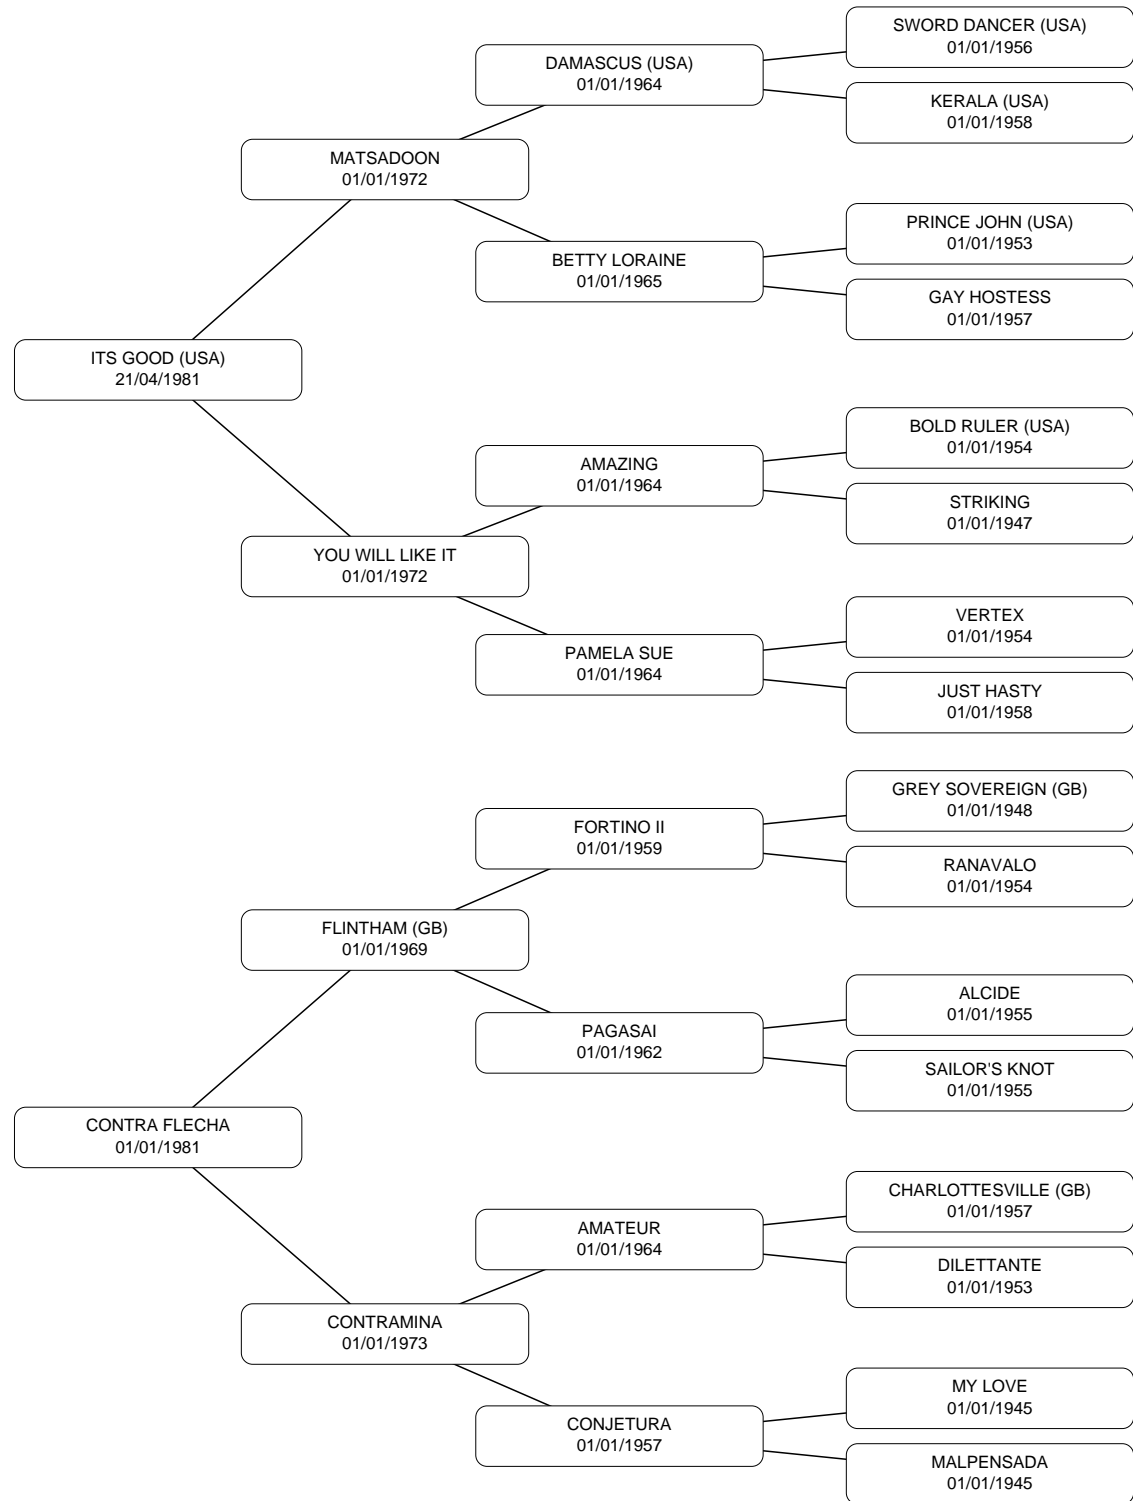 SWORD DANCER (USA)
01/01/1956
DAMASCUS (USA)
01/01/1964
KERALA (USA)
01/01/1958
MATSADOON
01/01/1972
PRINCE JOHN (USA)
01/01/1953
BETTY LORAINE
01/01/1965
GAY HOSTESS
01/01/1957
ITS GOOD (USA)
21/04/1981
BOLD RULER (USA)
01/01/1954
AMAZING
01/01/1964
STRIKING
01/01/1947
YOU WILL LIKE IT
01/01/1972
VERTEX
01/01/1954
PAMELA SUE
01/01/1964
JUST HASTY
01/01/1958
GREY SOVEREIGN (GB)
01/01/1948
FORTINO II
01/01/1959
RANAVALO
01/01/1954
FLINTHAM (GB)
01/01/1969
ALCIDE
01/01/1955
PAGASAI
01/01/1962
SAILOR'S KNOT
01/01/1955
CONTRA FLECHA
01/01/1981
CHARLOTTESVILLE (GB)
01/01/1957
AMATEUR
01/01/1964
DILETTANTE
01/01/1953
CONTRAMINA
01/01/1973
MY LOVE
01/01/1945
CONJETURA
01/01/1957
MALPENSADA
01/01/1945